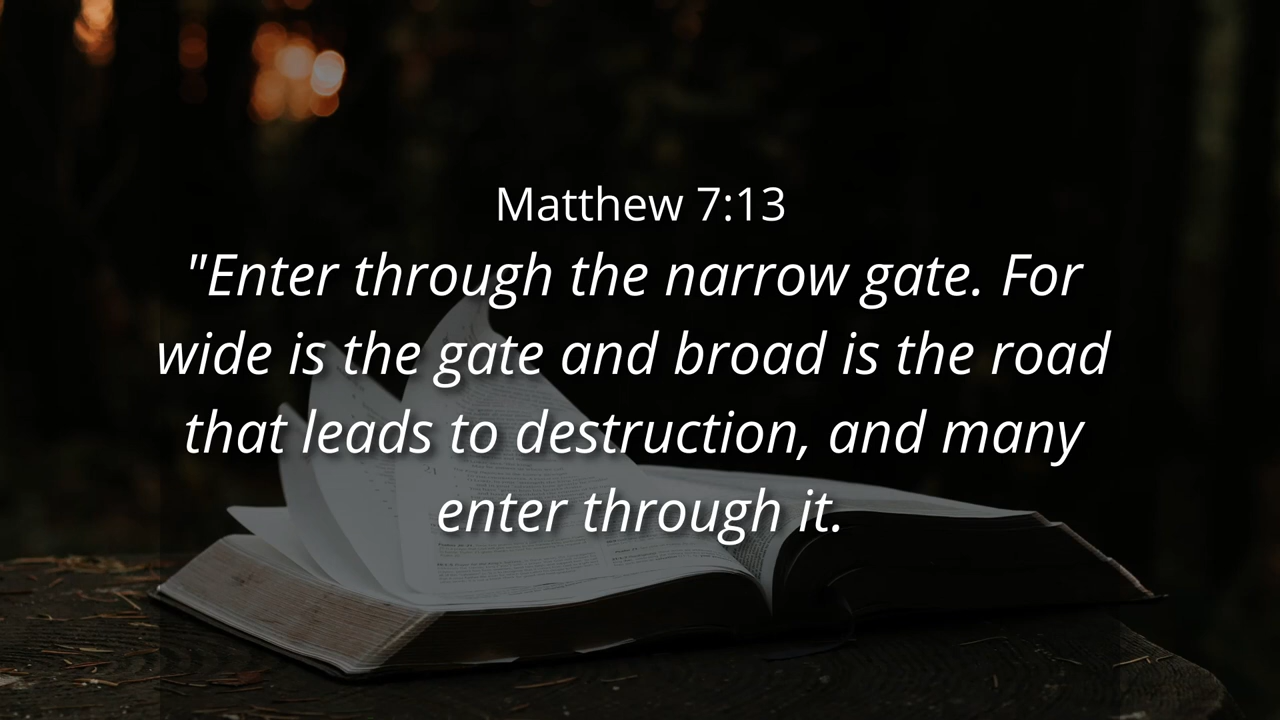 Matthew 7:13
"Enter through the narrow gate. For
wide is the gate and broad is the road
that leads to destruction, and many
enter through it.